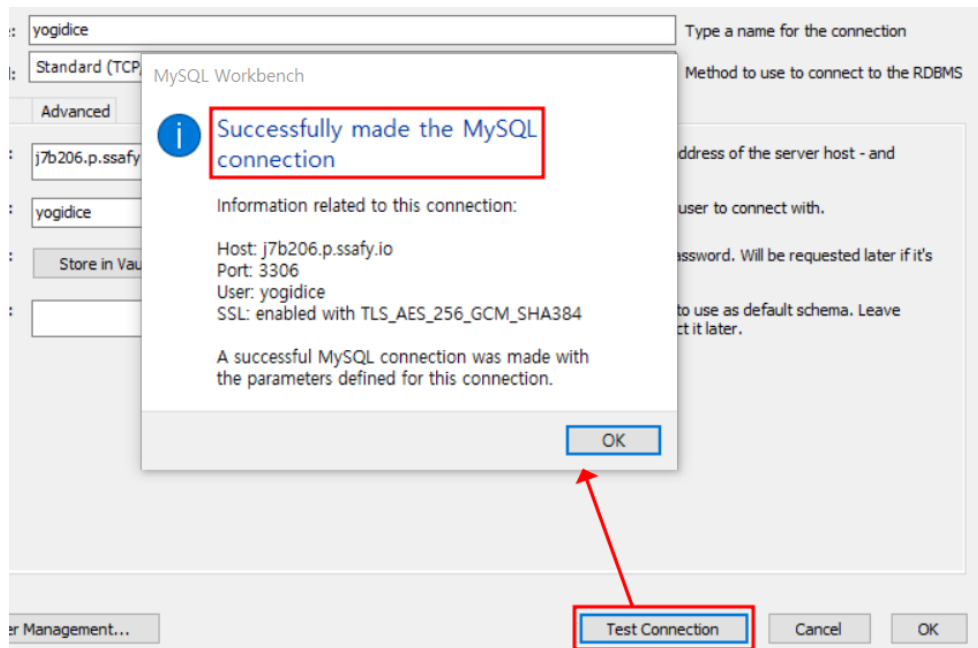 : yogidice Type a name for the connection
: Standard (TCP Method to use to connect to the RDBMS
MySQL Workbench
Advanced
Successfully made the MySQL
connection
: j7b206.p.ssafy ddress of the server host - and
Information related to this connection:
: yogidice user to connect with.
Host: j7b206.p.ssafy.io
: Store in Vau assword. Will be requested later if it's
Port: 3306
User: yogidice
SSL: enabled with TLS_AES_256_GCM_SHA384
: to use as default schema. Leave
ct it later.
A successful MySQL connection was made with
the parameters defined for this connection.
OK
er Management... Test Connection Cancel OK